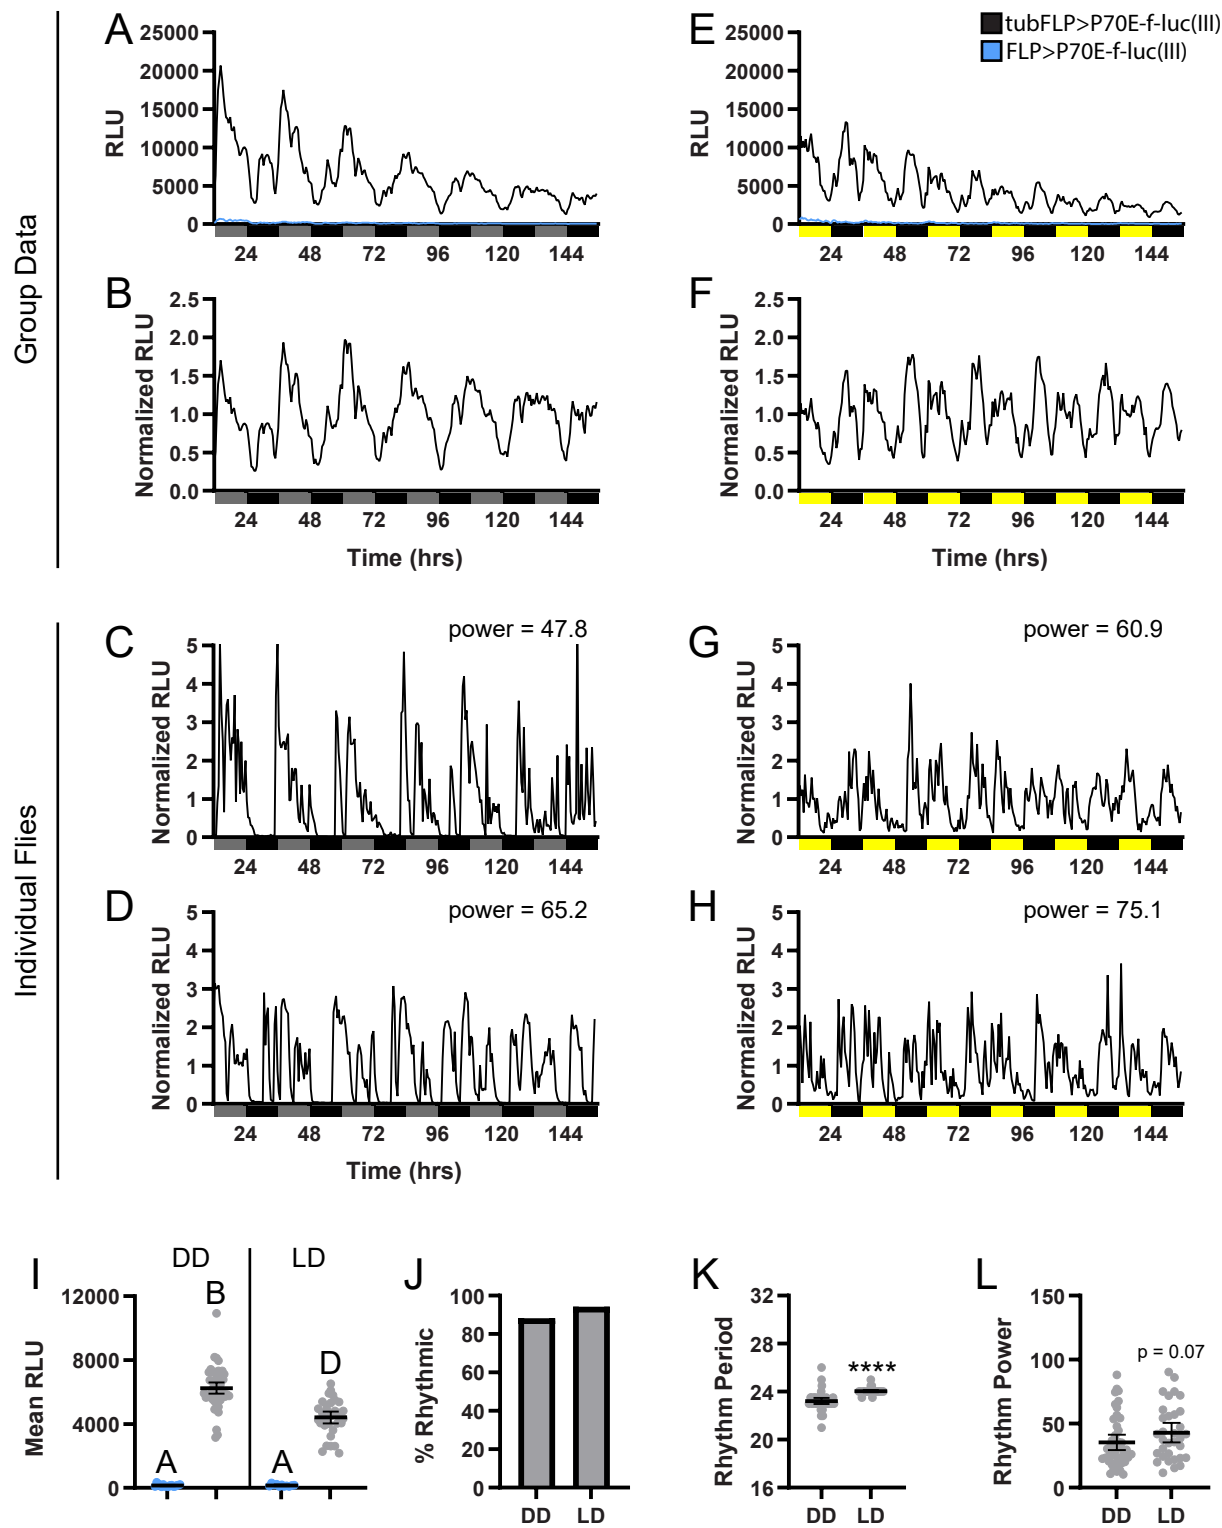 tubFLP>P70E-f-luc(III)
FLP>P70E-f-luc(III)
Group Data
A
RLU
25000
20000
15000
10000
5000
0
24 48 72 96 120 144
E
RLU
25000
20000
15000
10000
5000
0
24 48 72 96 120 144
B
Normalized RLU
2.5
2.0
1.5
1.0
0.5
0.0
24 48 72 96 120 144
Time (hrs)
F
Normalized RLU
2.5
2.0
1.5
1.0
0.5
0.0
24 48 72 96 120 144
Time (hrs)
Individual Flies
C
power = 47.8
Normalized RLU
5
4
3
2
1
0
24 48 72 96 120 144
G
power = 60.9
Normalized RLU
5
4
3
2
1
0
24 48 72 96 120 144
D
power = 65.2
Normalized RLU
5
4
3
2
1
0
24 48 72 96 120 144
Time (hrs)
H
power = 75.1
Normalized RLU
5
4
3
2
1
0
24 48 72 96 120 144
I
DD LD
Mean RLU
12000
8000
4000
0
A B A D
J
% Rhythmic
100
80
60
40
20
0
DD LD
K
Rhythm Period
32
28
24
20
16
****
DD LD
L
Rhythm Power
150
100
50
0
p = 0.07
DD LD